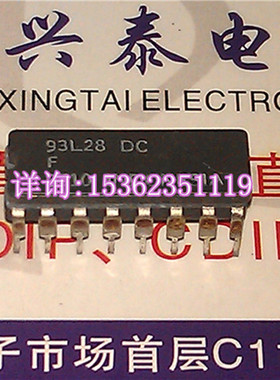 兴泰电
XINGTAI ELECTRO
93L28 DC
F
详询:15362351119
DIP、CDIP
子市场首层C1